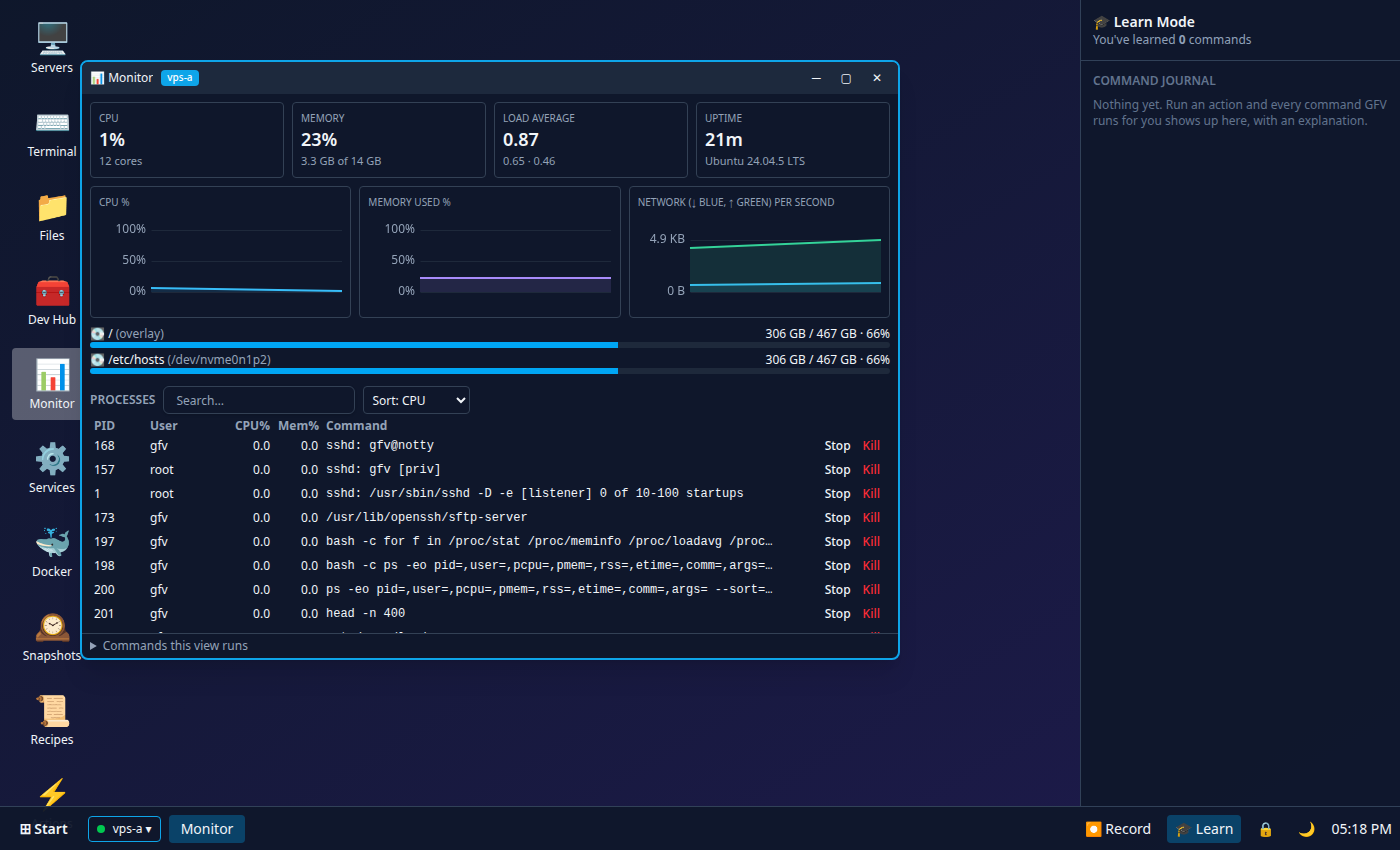 Servers
Terminal
Files
Dev Hub
Monitor
Services
Docker
Snapshots
Recipes
Monitor vps-a
CPU
1%
12 cores
MEMORY
23%
3.3 GB of 14 GB
LOAD AVERAGE
0.87
0.65 · 0.46
UPTIME
21m
Ubuntu 24.04.5 LTS
CPU %
100%
50%
0%
MEMORY USED %
100%
50%
0%
NETWORK (↓ BLUE, ↑ GREEN) PER SECOND
4.9 KB
0 B
/ (overlay) 306 GB / 467 GB · 66%
/etc/hosts (/dev/nvme0n1p2) 306 GB / 467 GB · 66%
PROCESSES Search... Sort: CPU
PID User CPU% Mem% Command
168 gfv 0.0 0.0 sshd: gfv@notty Stop Kill
157 root 0.0 0.0 sshd: gfv [priv] Stop Kill
1 root 0.0 0.0 sshd: /usr/sbin/sshd -D -e [listener] 0 of 10-100 startups Stop Kill
173 gfv 0.0 0.0 /usr/lib/openssh/sftp-server Stop Kill
197 gfv 0.0 0.0 bash -c for f in /proc/stat /proc/meminfo /proc/loadavg /proc… Stop Kill
198 gfv 0.0 0.0 bash -c ps -eo pid=,user=,pcpu=,pmem=,rss=,etime=,comm=,args=… Stop Kill
200 gfv 0.0 0.0 ps -eo pid=,user=,pcpu=,pmem=,rss=,etime=,comm=,args= --sort=… Stop Kill
201 gfv 0.0 0.0 head -n 400 Stop Kill
Commands this view runs
Learn Mode
You've learned 0 commands
COMMAND JOURNAL
Nothing yet. Run an action and every command GFV
runs for you shows up here, with an explanation.
Start vps-a ▾ Monitor Record Learn 05:18 PM